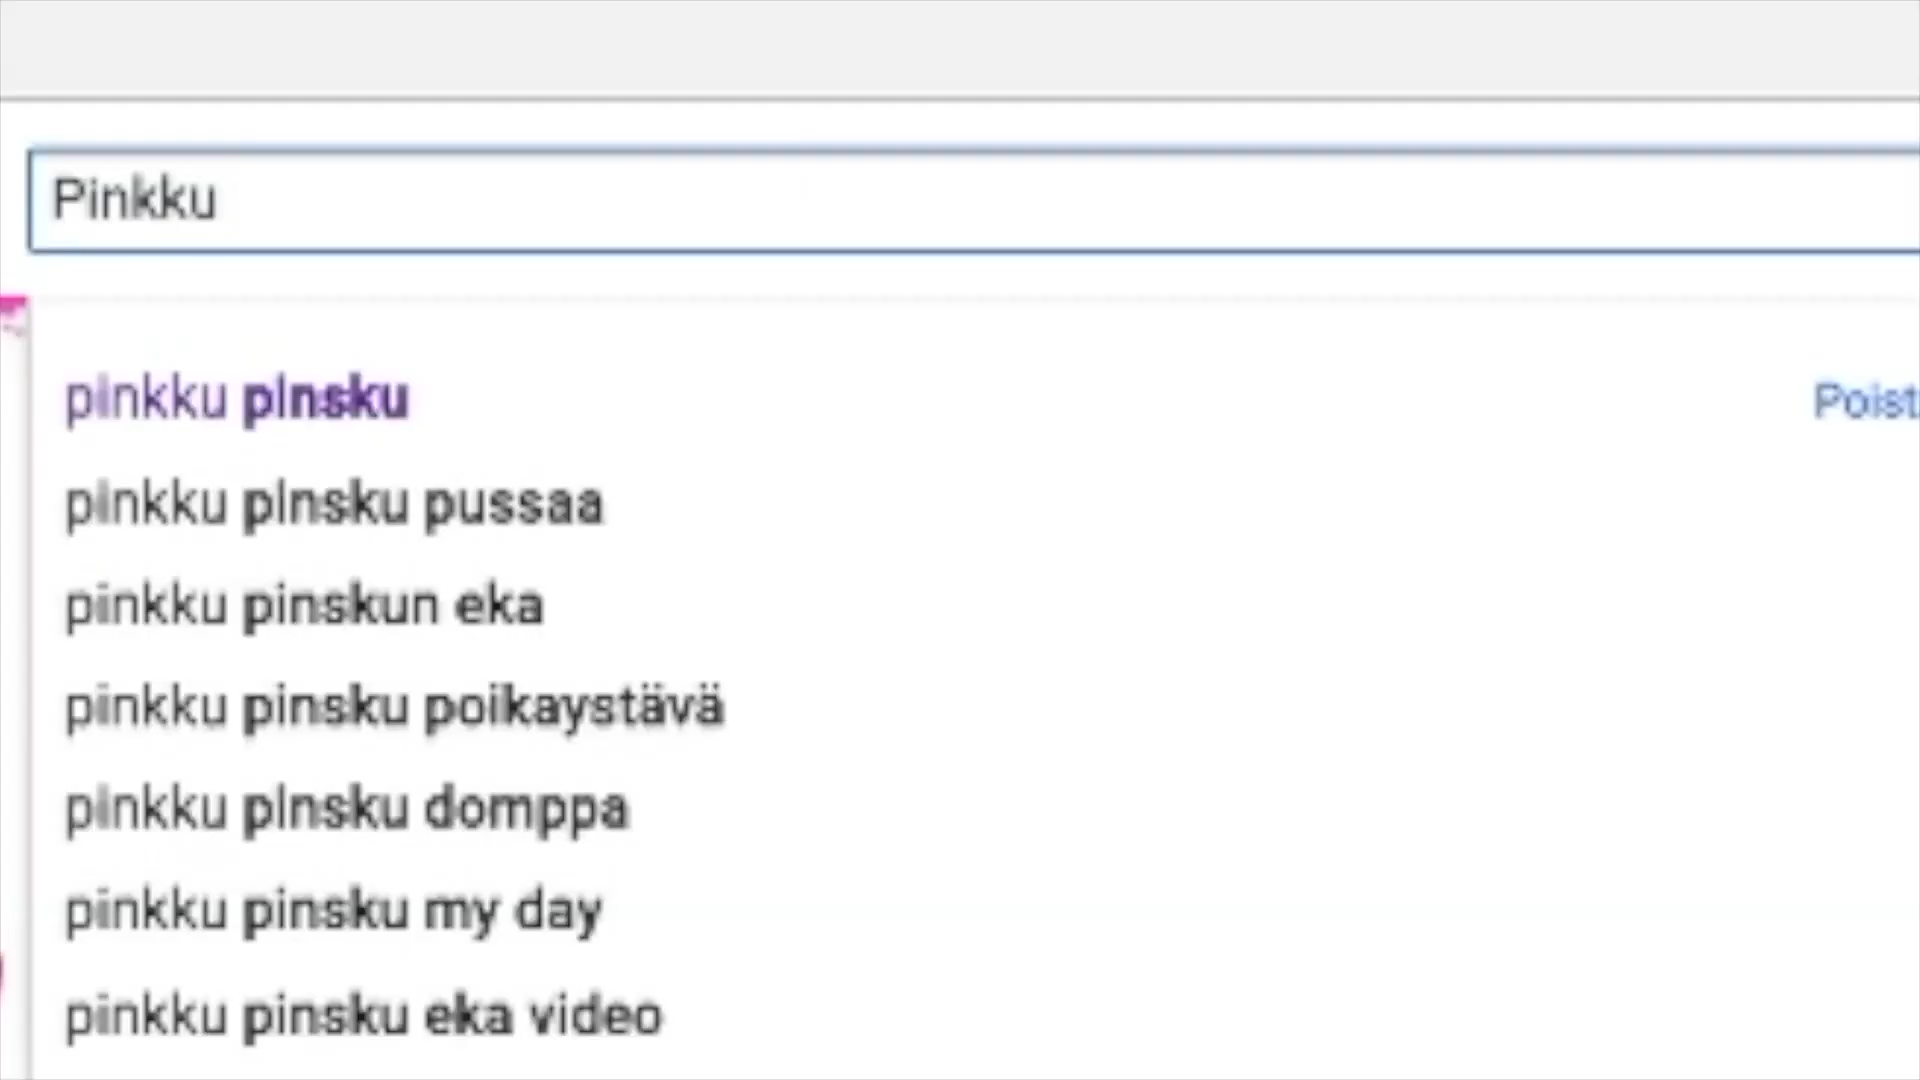 Pinkku
pinkku pinsku
Poist
pinkku pinsku pussaa
pinkku pinskun eka
pinkku pinsku poikaystävä
pinkku pinsku domppa
pinkku pinsku my day
pinkku pinsku eka video